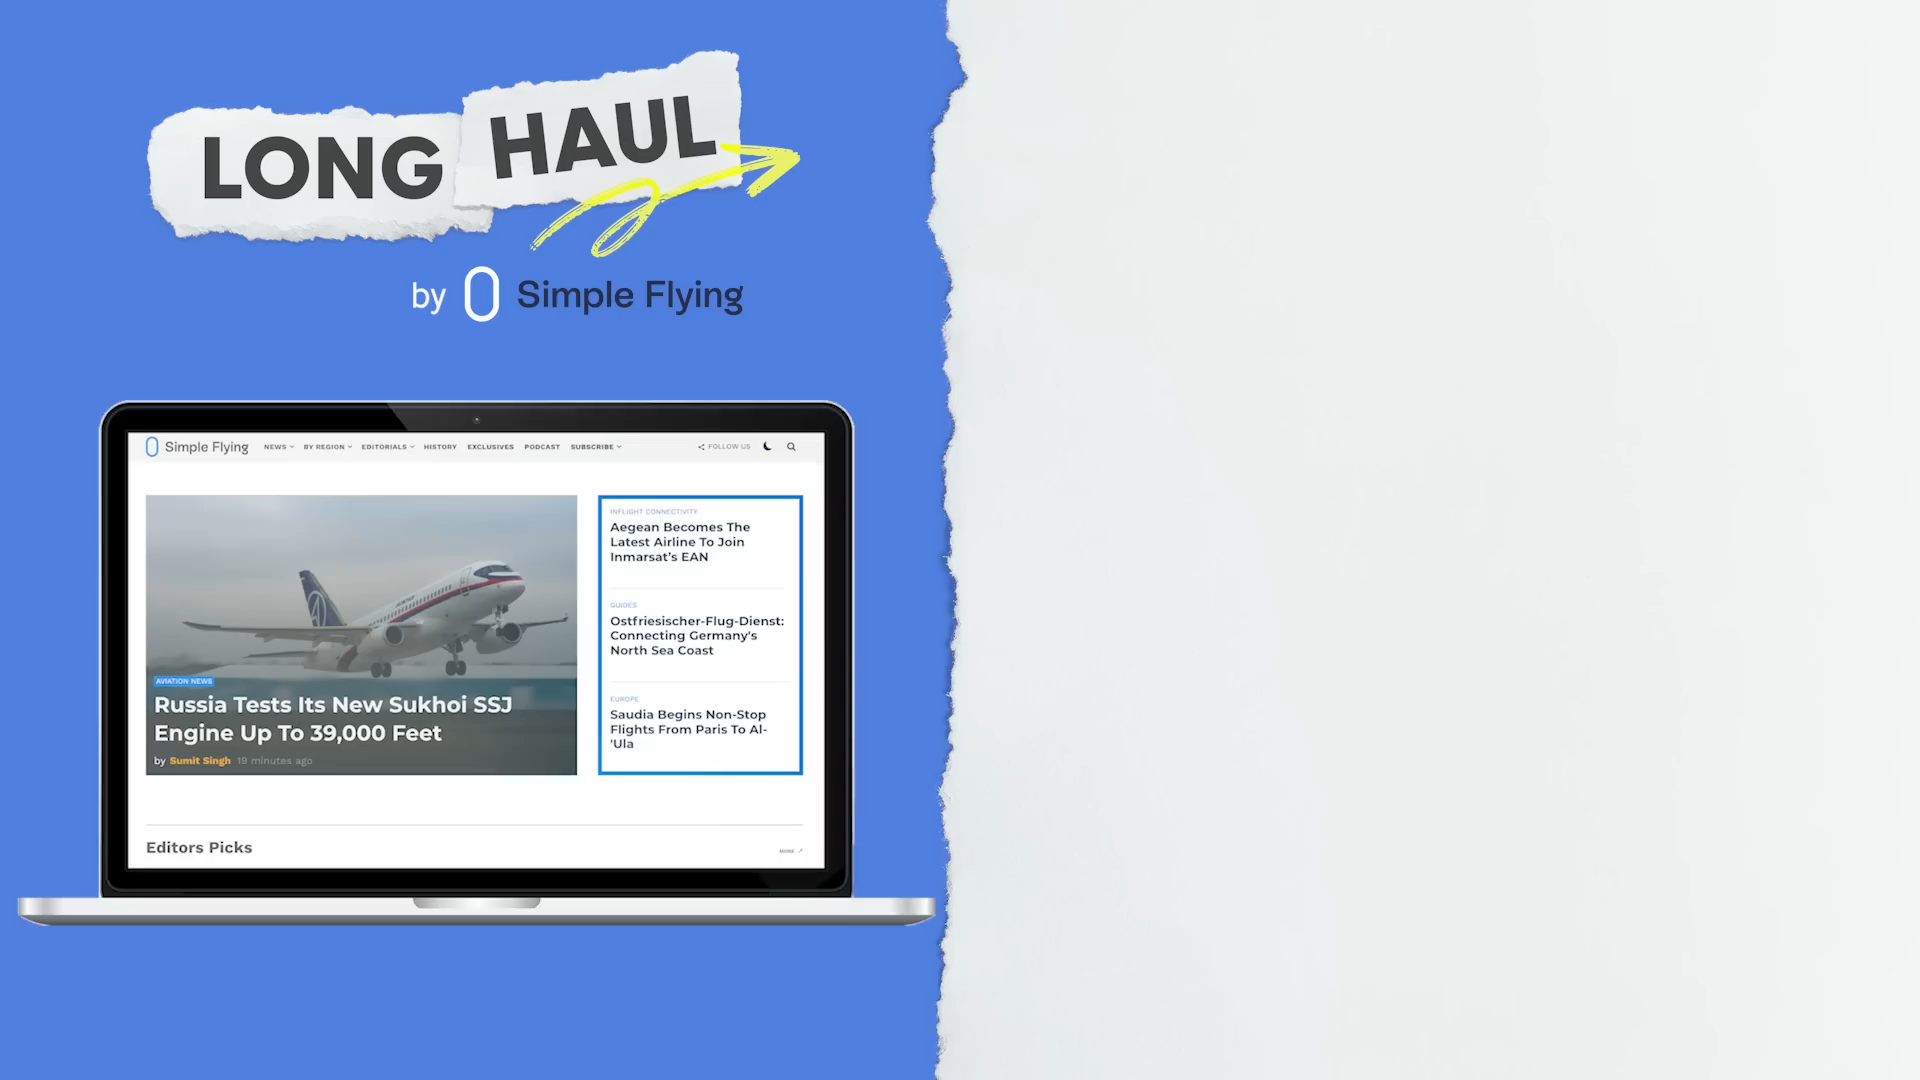 LONG HAUL
by Simple Flying
Simple Flying NEWS BY REGION EDITORIALS HISTORY EXCLUSIVES PODCAST SUBSCRIBE FOLLOW US
AVIATION NEWS
Russia Tests Its New Sukhoi SSJ
Engine Up To 39,000 Feet
by Sumit Singh 19 minutes ago
INFLIGHT CONNECTIVITY
Aegean Becomes The
Latest Airline To Join
Inmarsat's EAN
GUIDES
Ostfriesischer-Flug-Dienst:
Connecting Germany's
North Sea Coast
EUROPE
Saudia Begins Non-Stop
Flights From Paris To Al-
'Ula
Editors Picks
MORE